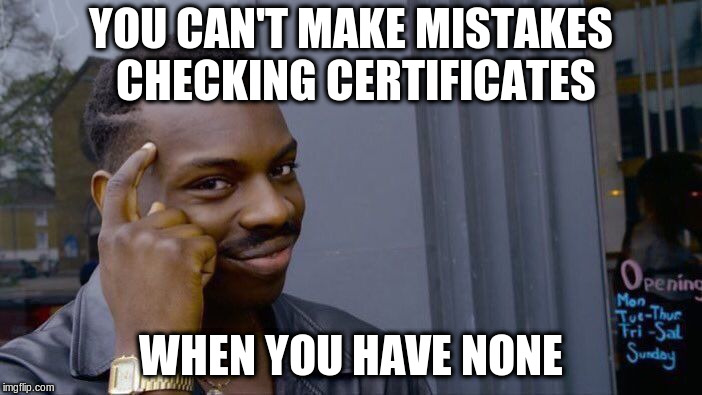 YOU CAN'T MAKE MISTAKES
CHECKING CERTIFICATES
Opening
Mon
Tue-Thur
Fri-Sat
Sunday
WHEN YOU HAVE NONE
imgflip.com